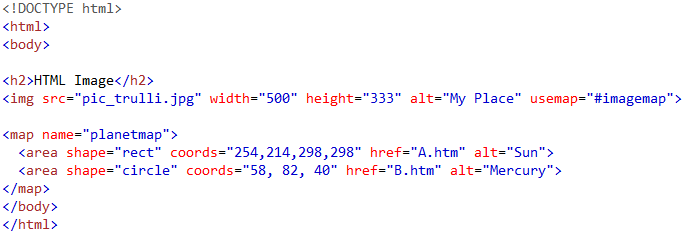 <!DOCTYPE html>
<html>
<body>
<h2>HTML Image</h2>
<img src="pic_trulli.jpg" width="500" height="333" alt="My Place" usemap="#imagemap">
<map name="planetmap">
<area shape="rect" coords="254,214,298,298" href="A.htm" alt="Sun">
<area shape="circle" coords="58, 82, 40" href="B.htm" alt="Mercury">
</map>
</body>
</html>